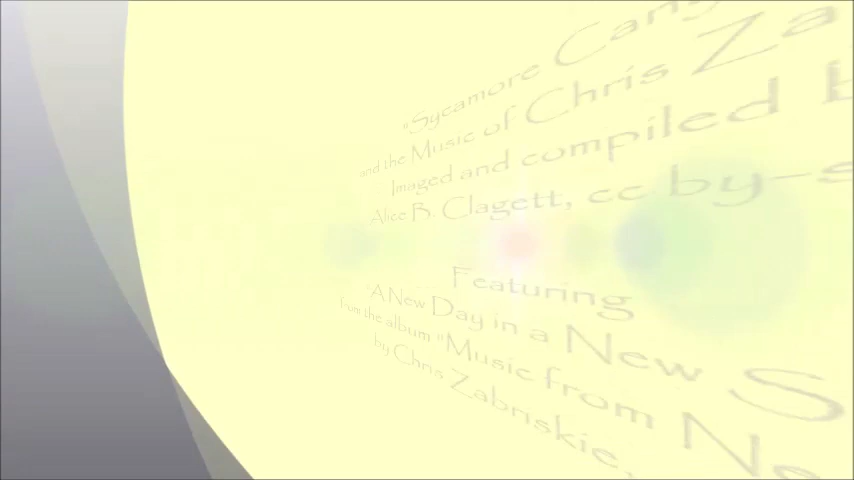 "Sycamore Can
and the Music of Chris Za
Imaged and compiled b
Alice B. Clagett, cc by-s
Featuring
"A New Day in a New S
from the album "Music from Ne
by Chris Zabriskie,